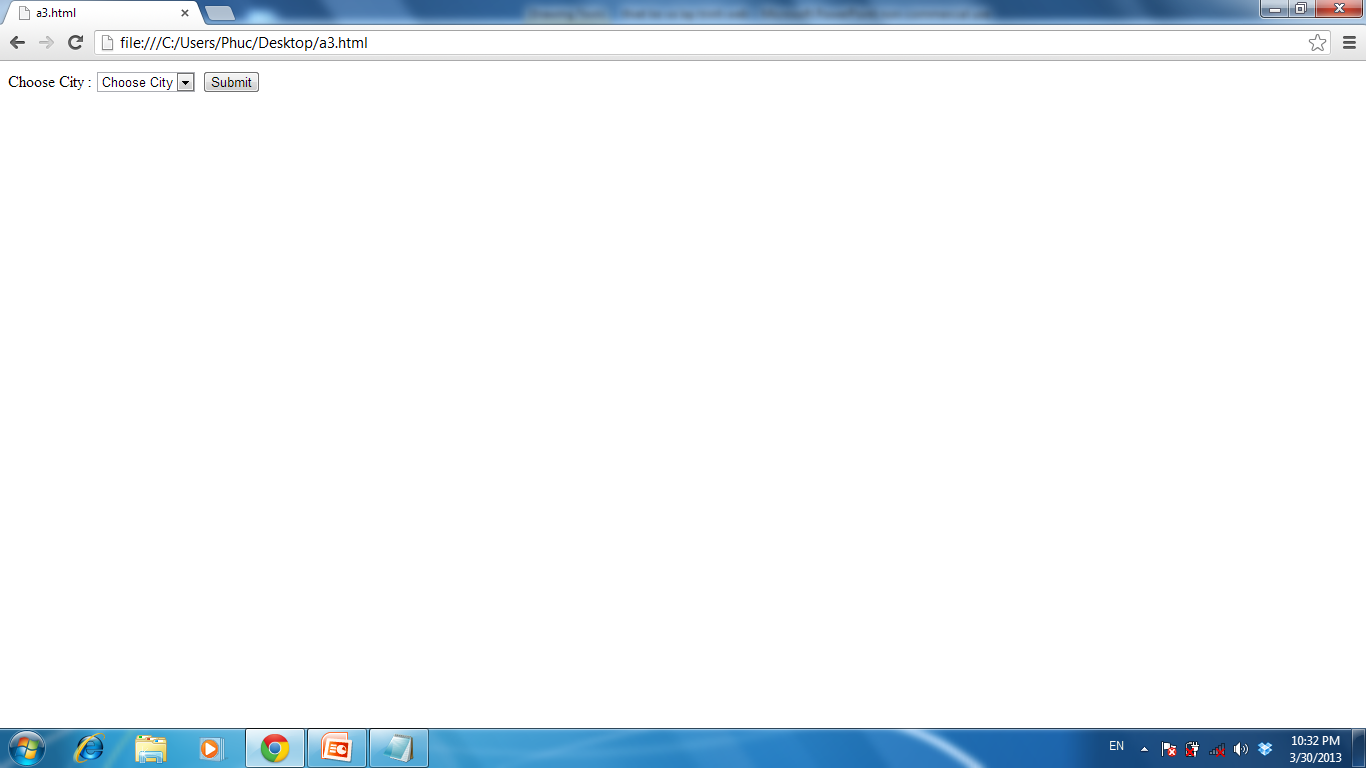 a3.html
file:///C:/Users/Phuc/Desktop/a3.html
Choose City : Choose City Submit
EN
10:32 PM
3/30/2013